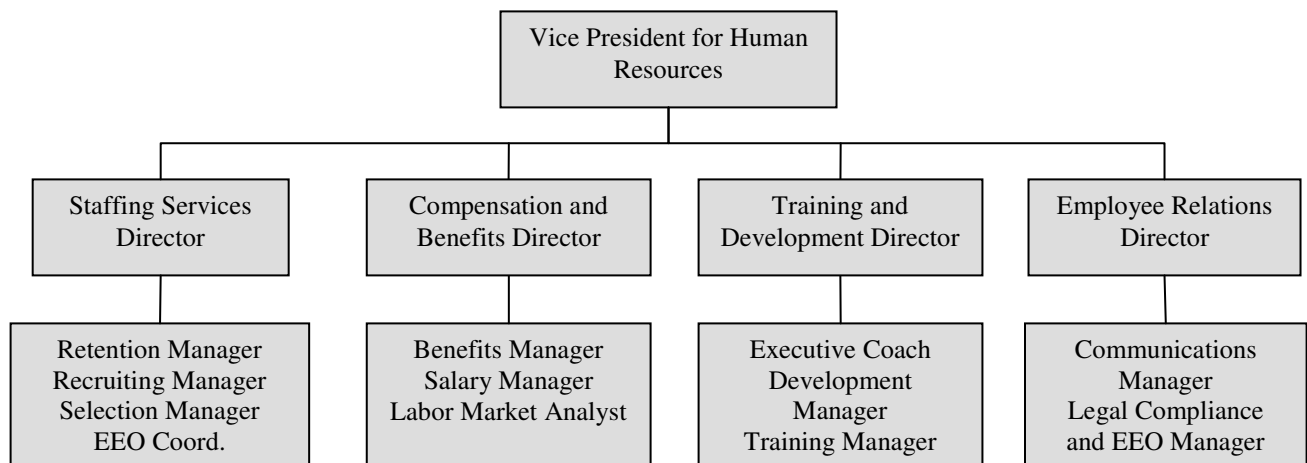 Vice President for Human
Resources
Staffing Services
Director
Compensation and
Benefits Director
Training and
Development Director
Employee Relations
Director
Retention Manager
Recruiting Manager
Selection Manager
EEO Coord.
Benefits Manager
Salary Manager
Labor Market Analyst
Executive Coach
Development
Manager
Training Manager
Communications
Manager
Legal Compliance
and EEO Manager